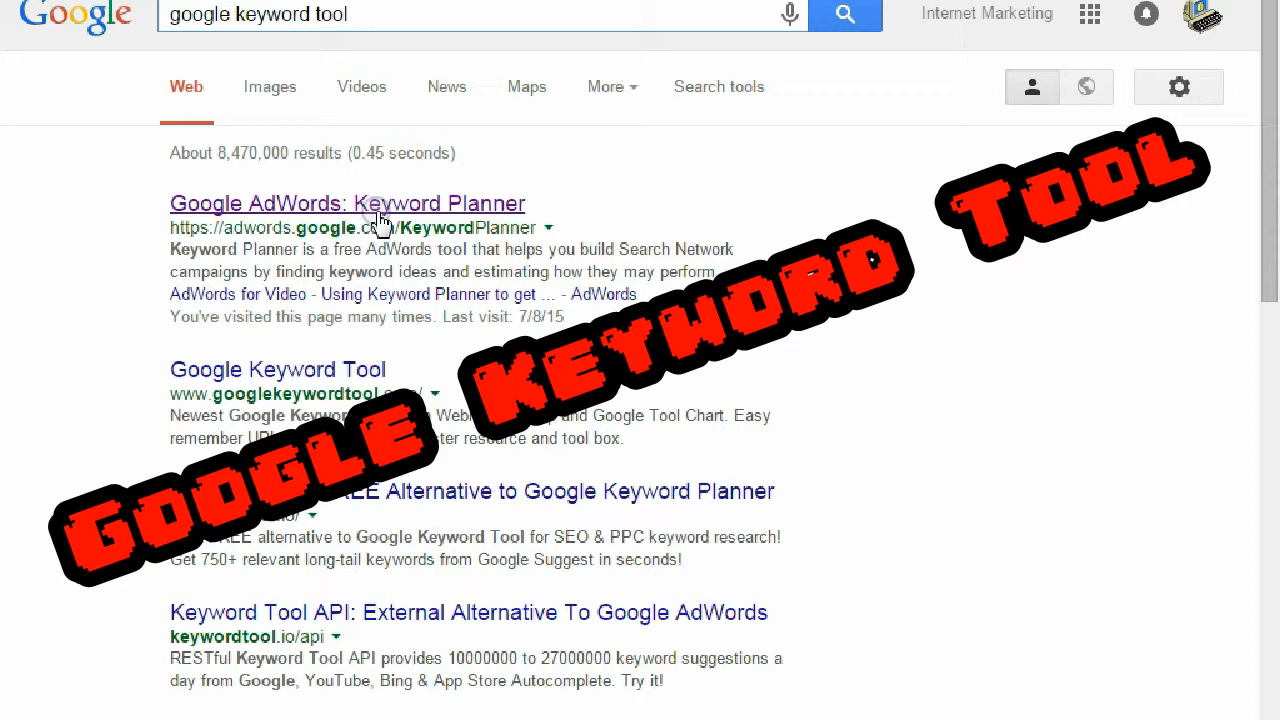 Google
google keyword tool
Internet Marketing
Web Images Videos News Maps More Search tools
About 8,470,000 results (0.45 seconds)
Google AdWords: Keyword Planner
https://adwords.google.com/KeywordPlanner
Keyword Planner is a free AdWords tool that helps you build Search Network
campaigns by finding keyword ideas and estimating how they may perform
AdWords for Video - Using Keyword Planner to get ... - AdWords
You've visited this page many times. Last visit: 7/8/15
Google Keyword Tool
Google Keyword Tool
www.googlekeywordtool
Newest Google and Google Tool Chart. Easy
remember resource and tool box.
Alternative to Google Keyword Planner
alternative to Google Keyword Tool for SEO & PPC keyword research!
Get 750+ relevant long-tail keywords from Google Suggest in seconds!
Keyword Tool API: External Alternative To Google AdWords
keywordtool.io/api
RESTful Keyword Tool API provides 10000000 to 27000000 keyword suggestions a
day from Google, YouTube, Bing & App Store Autocomplete. Try it!